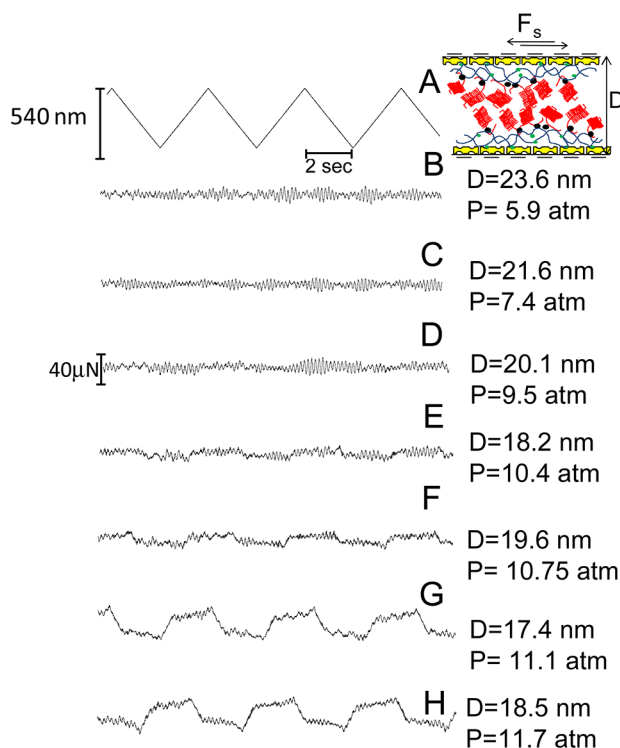 Fs
A
D
540 nm
2 sec
B
D=23.6 nm
P= 5.9 atm
C
D=21.6 nm
P=7.4 atm
D
40µN
D=20.1 nm
P=9.5 atm
E
D=18.2 nm
P=10.4 atm
F
D=19.6 nm
P= 10.75 atm
G
D=17.4 nm
P= 11.1 atm
H
D=18.5 nm
P=11.7 atm